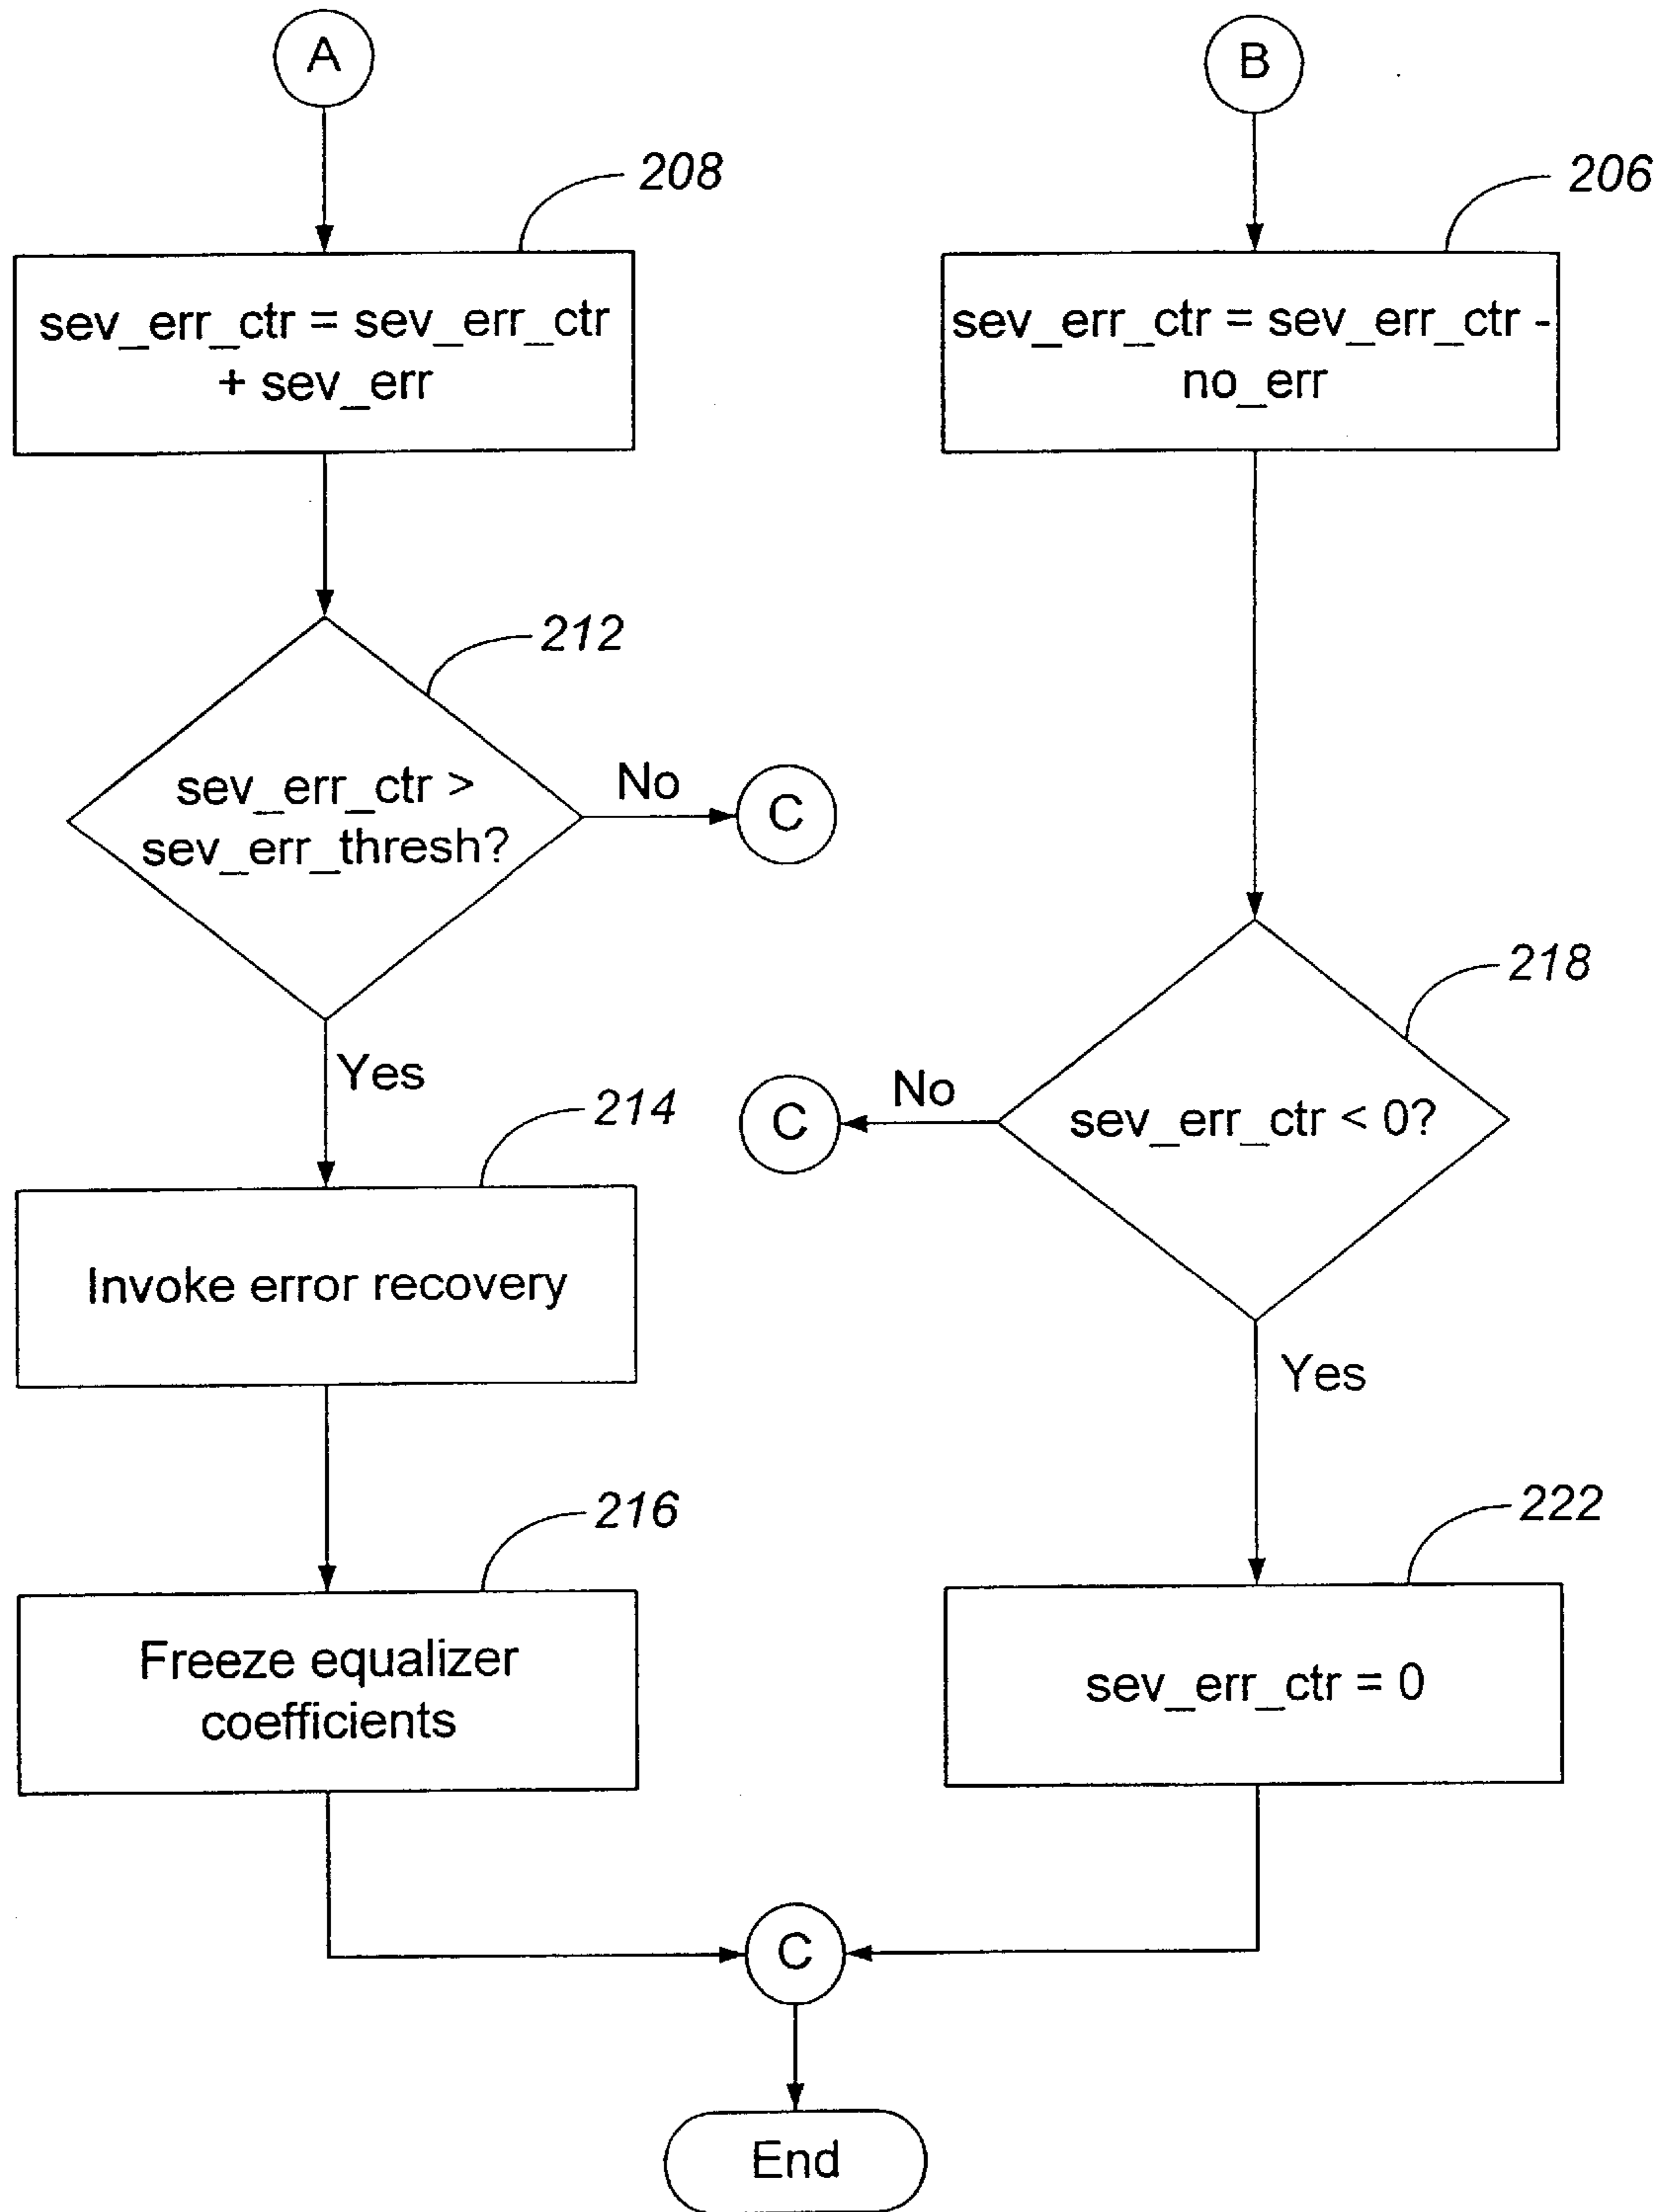 A
208
sev_err_ctr = sev_err_ctr
+ sev_err
212
sev_err_ctr >
sev_err_thresh?
No
C
Yes
214
Invoke error recovery
216
Freeze equalizer
coefficients
B
206
sev_err_ctr = sev_err_ctr -
no_err
218
sev_err_ctr < 0?
No
C
Yes
222
sev_err_ctr = 0
C
End